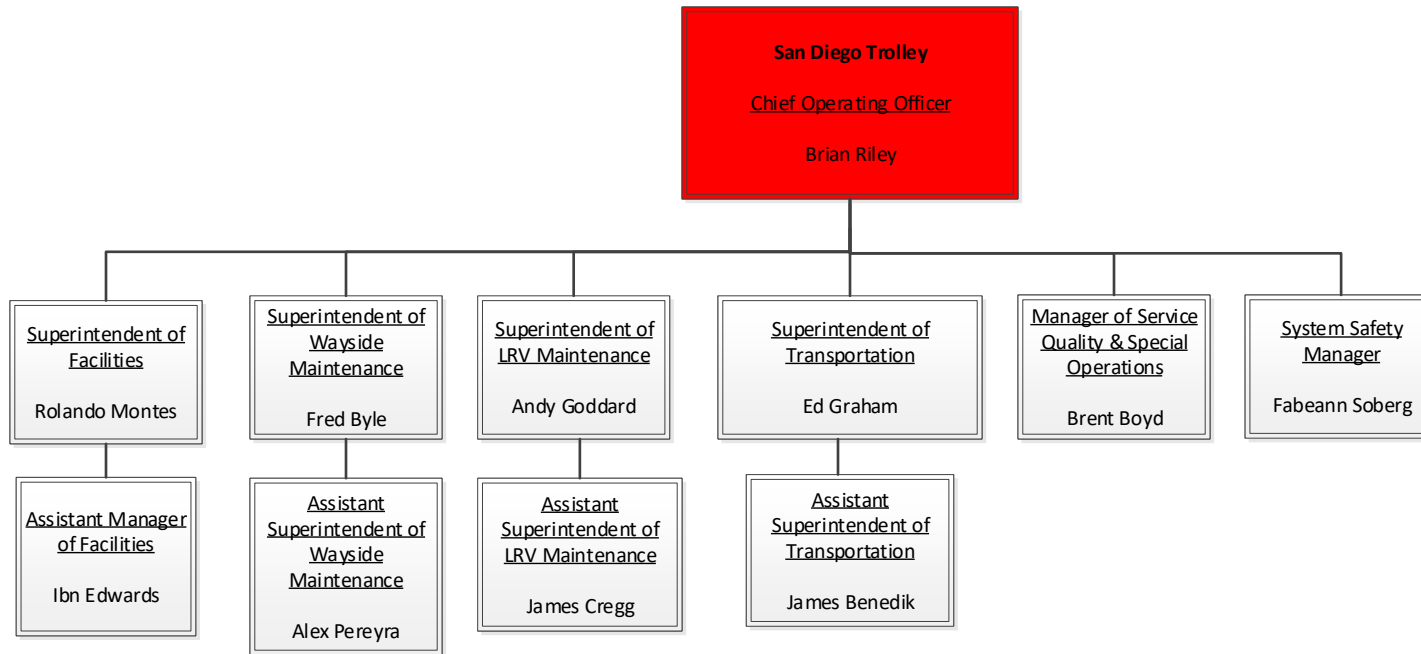 San Diego Trolley
Chief Operating Officer
Brian Riley
Superintendent of
Facilities
Rolando Montes
Superintendent of
Wayside
Maintenance
Fred Byle
Superintendent of
LRV Maintenance
Andy Goddard
Superintendent of
Transportation
Ed Graham
Manager of Service
Quality & Special
Operations
Brent Boyd
System Safety
Manager
Fabeann Soberg
Assistant Manager
of Facilities
Ibn Edwards
Assistant
Superintendent of
Wayside
Maintenance
Alex Pereyra
Assistant
Superintendent of
LRV Maintenance
James Cregg
Assistant
Superintendent of
Transportation
James Benedik